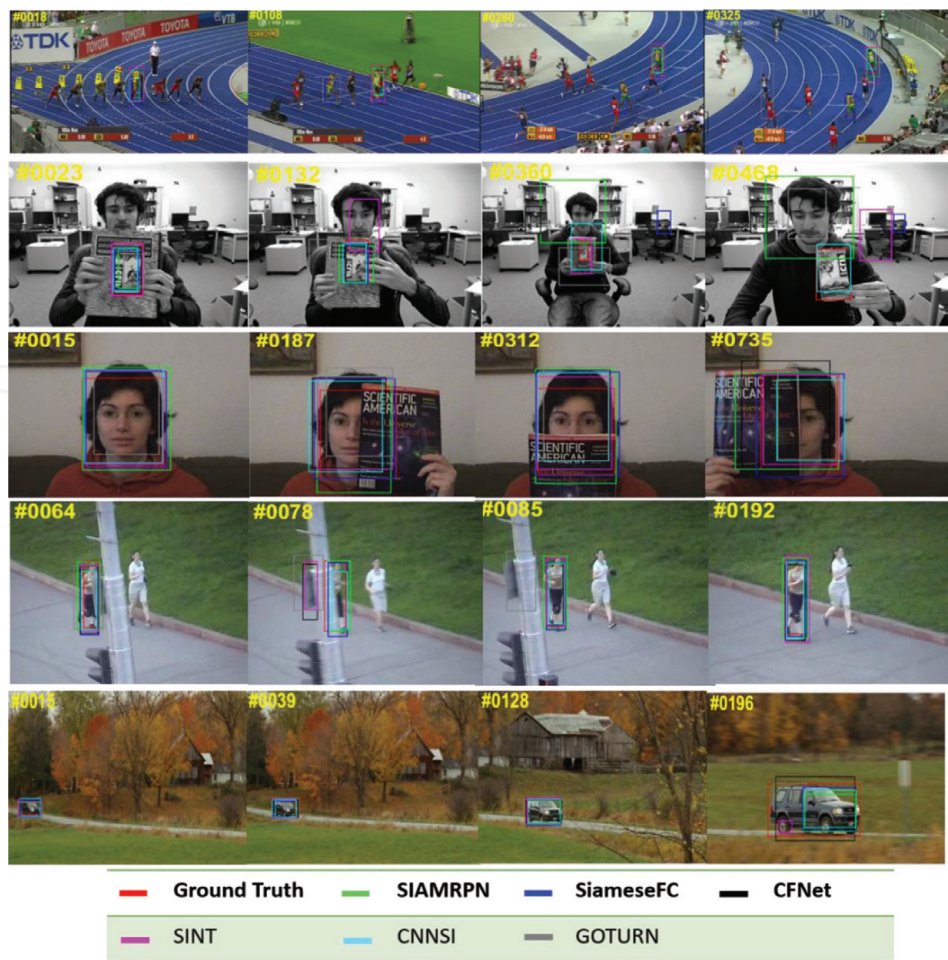 #0018 #0108 #0280 #0325
TDK TOYOTA TOYOTA VTB
SEIKO
#0023 #0132 #0360 #0468
#0015 #0187 #0312 #0735
SCIENTIFIC AMERICAN
SCIENTIFIC AMERICAN
SCIENTIFIC AMERICAN
#0064 #0078 #0085 #0192
#0015 #0039 #0128 #0196
Ground Truth SIAMRPN SiameseFC CFNet
SINT CNNSI GOTURN